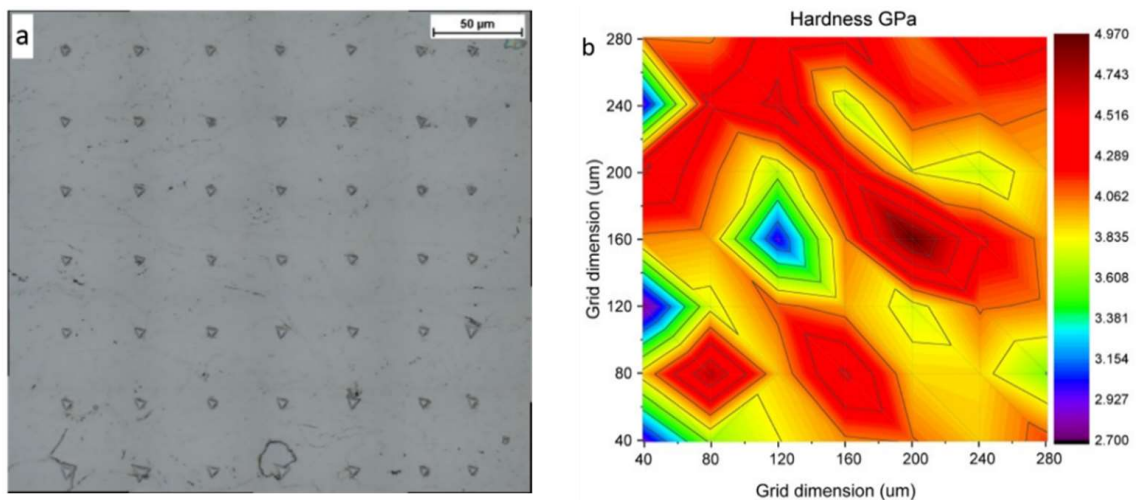 a
50 μm
b
Hardness GPa
Grid dimension (um)
280
240
200
160
120
80
40
40 80 120 160 200 240 280
Grid dimension (um)
4.970
4.743
4.516
4.289
4.062
3.835
3.608
3.381
3.154
2.927
2.700